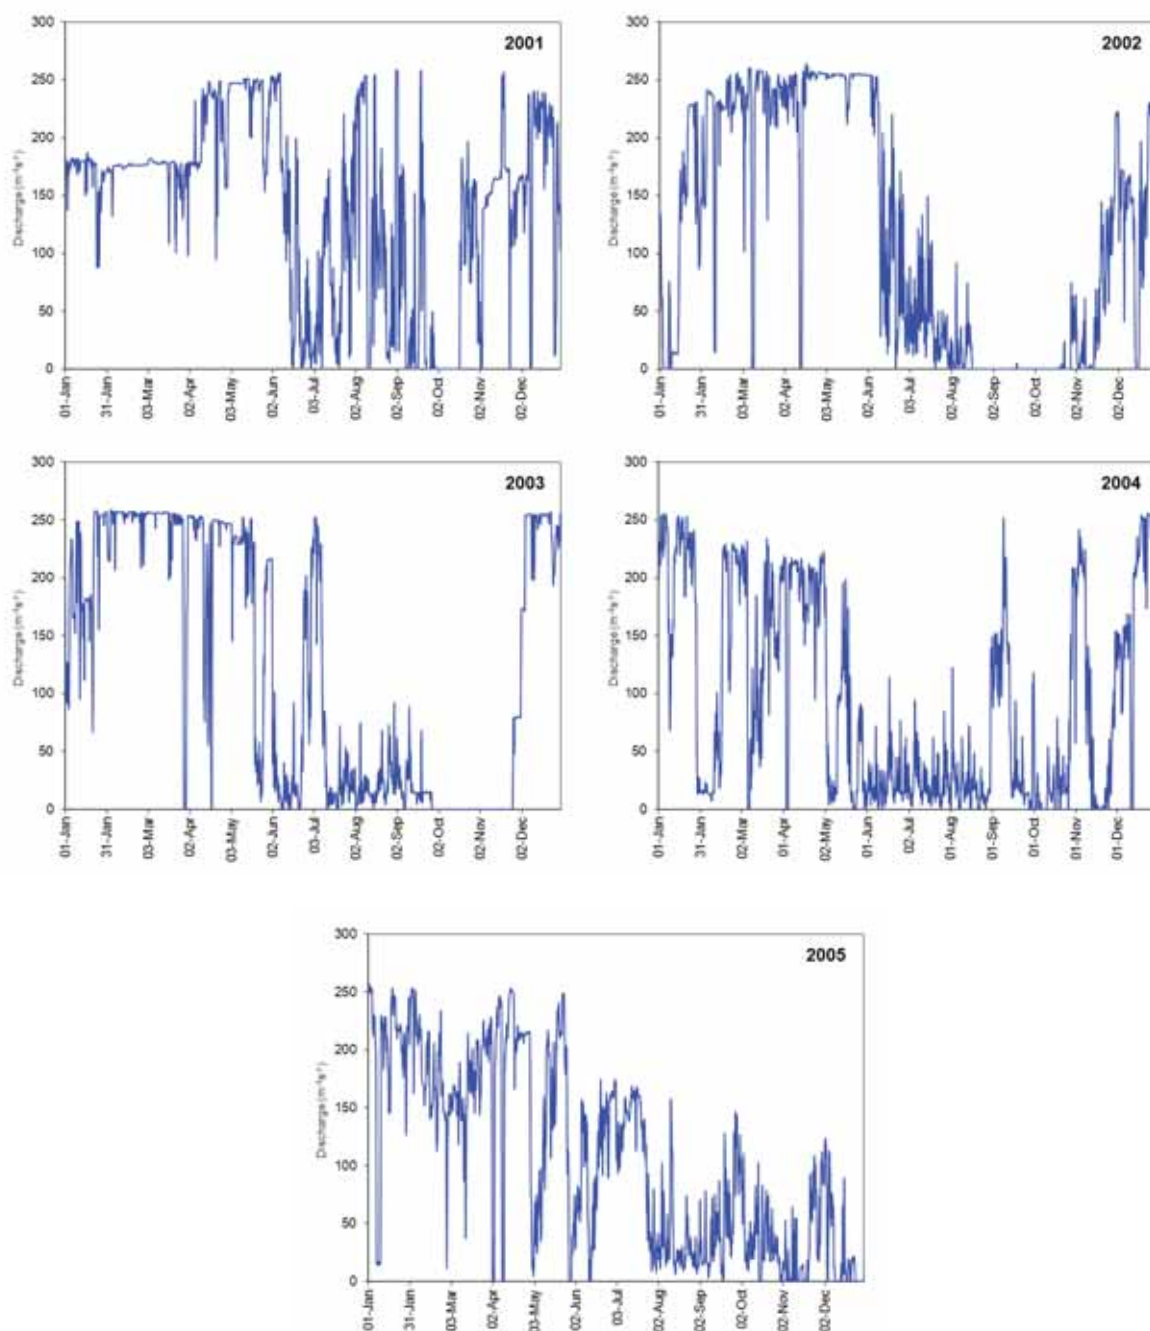 2001
Discharge (m⁻³s⁻¹)
300
250
200
150
100
50
0
01-Jan
31-Jan
03-Mar
02-Apr
03-May
02-Jun
03-Jul
02-Aug
02-Sep
02-Oct
02-Nov
02-Dec
2002
Discharge (m⁻³s⁻¹)
300
250
200
150
100
50
0
01-Jan
31-Jan
03-Mar
02-Apr
03-May
02-Jun
03-Jul
02-Aug
02-Sep
02-Oct
02-Nov
02-Dec
2003
Discharge (m⁻³s⁻¹)
300
250
200
150
100
50
0
01-Jan
31-Jan
03-Mar
02-Apr
03-May
02-Jun
03-Jul
02-Aug
02-Sep
02-Oct
02-Nov
02-Dec
2004
Discharge (m⁻³s⁻¹)
300
250
200
150
100
50
0
01-Jan
31-Jan
02-Mar
01-Apr
02-May
01-Jun
02-Jul
01-Aug
01-Sep
01-Oct
01-Nov
01-Dec
2005
Discharge (m⁻³s⁻¹)
300
250
200
150
100
50
0
01-Jan
31-Jan
03-Mar
02-Apr
03-May
02-Jun
03-Jul
02-Aug
02-Sep
02-Oct
02-Nov
02-Dec